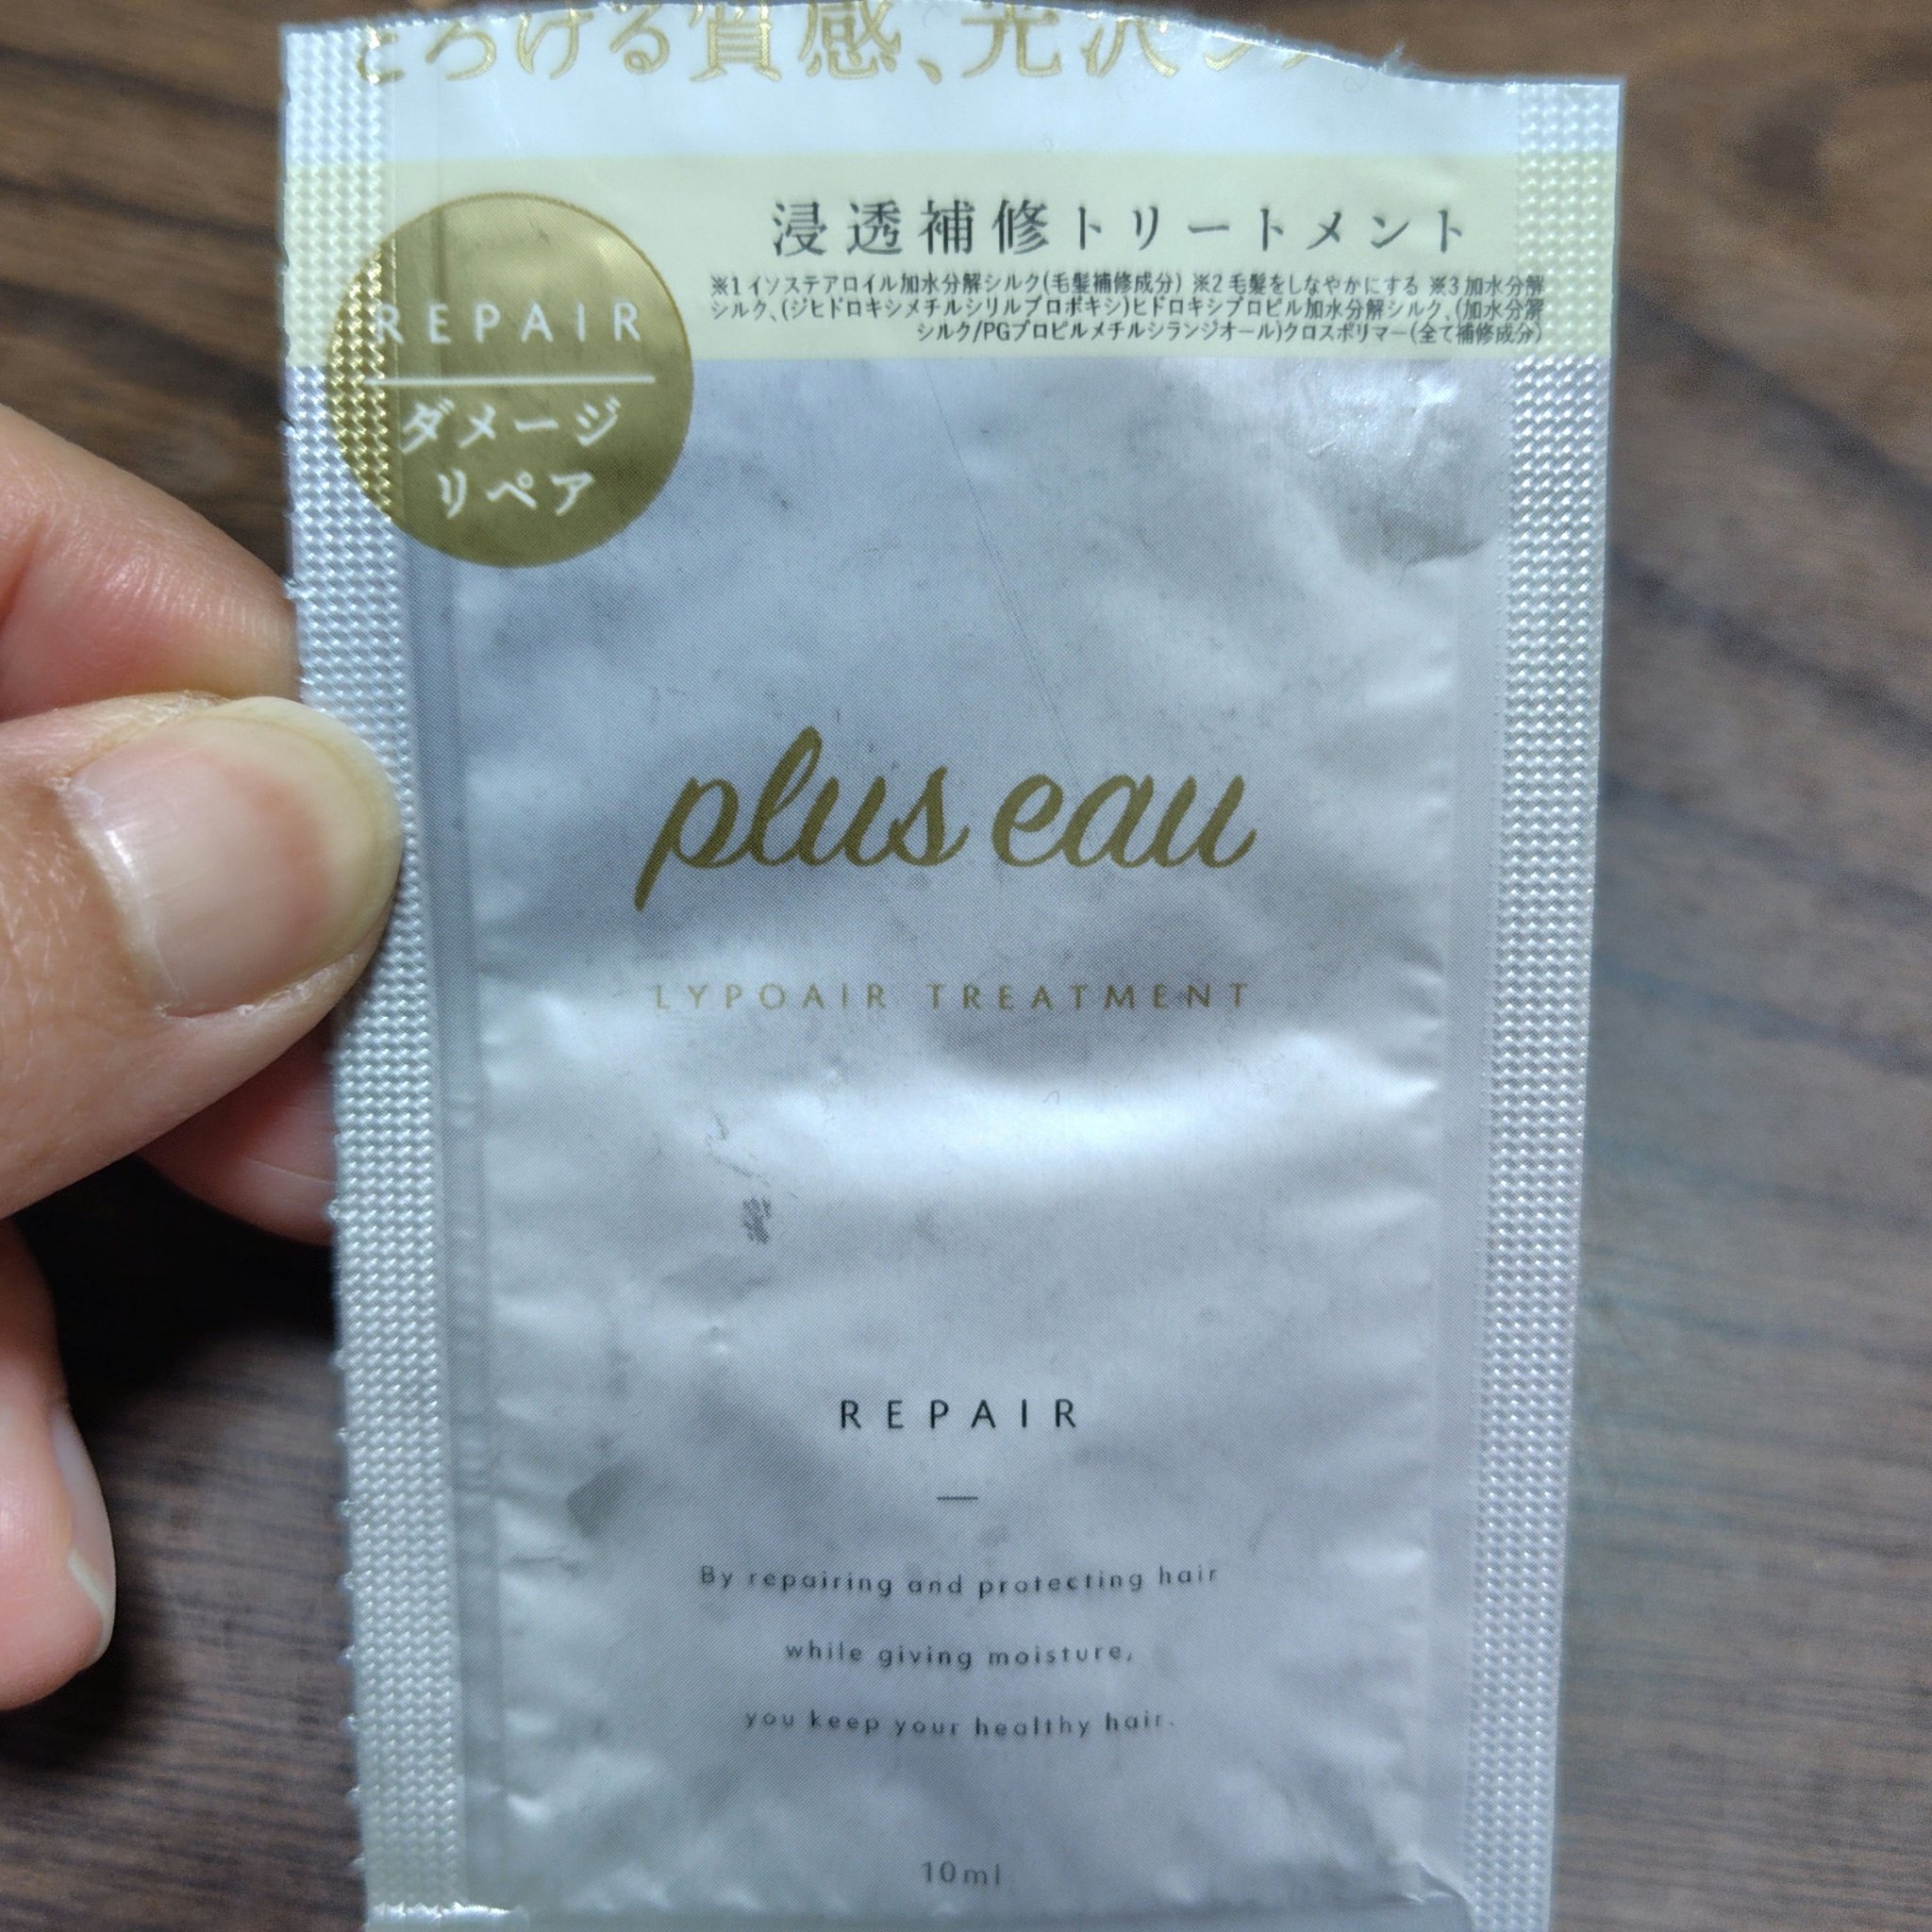 とろける質感、光沢シル
浸透補修トリートメント
※1イソステアロイル加水分解シルク(毛髪補修成分) ※2毛髪をしなやかにする ※3加水分解
シルク、(ジヒドロキシメチルシリルプロポキシ)ヒドロキシプロピル加水分解シルク、(加水分解
シルク/PGプロピルメチルシランジオール)クロスポリマー(全て補修成分)
REPAIR
ダメージ
リペア
plus eau
LYPOAIR TREATMENT
REPAIR
By repairing and protecting hair
while giving moisture,
you keep your healthy hair.
10ml